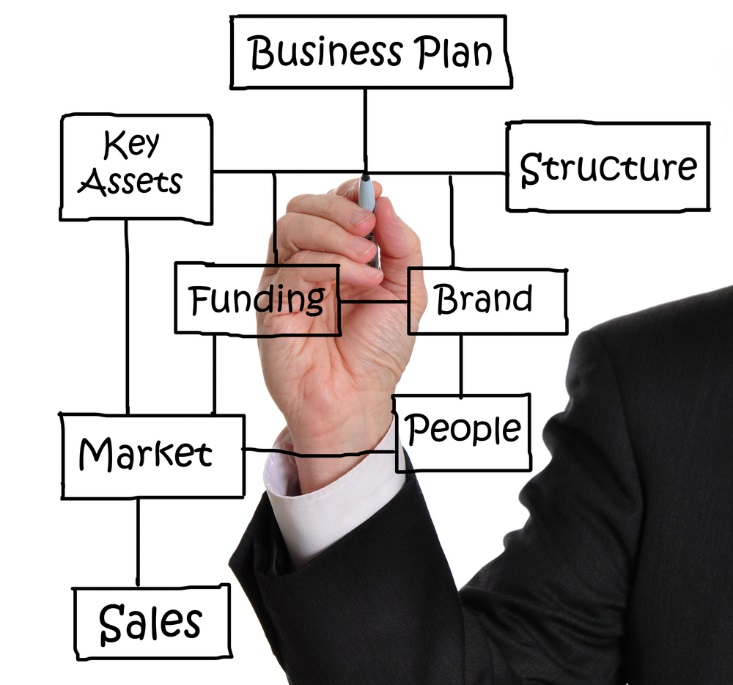 Business Plan
Key
Assets
Structure
Funding
Brand
People
Market
Sales